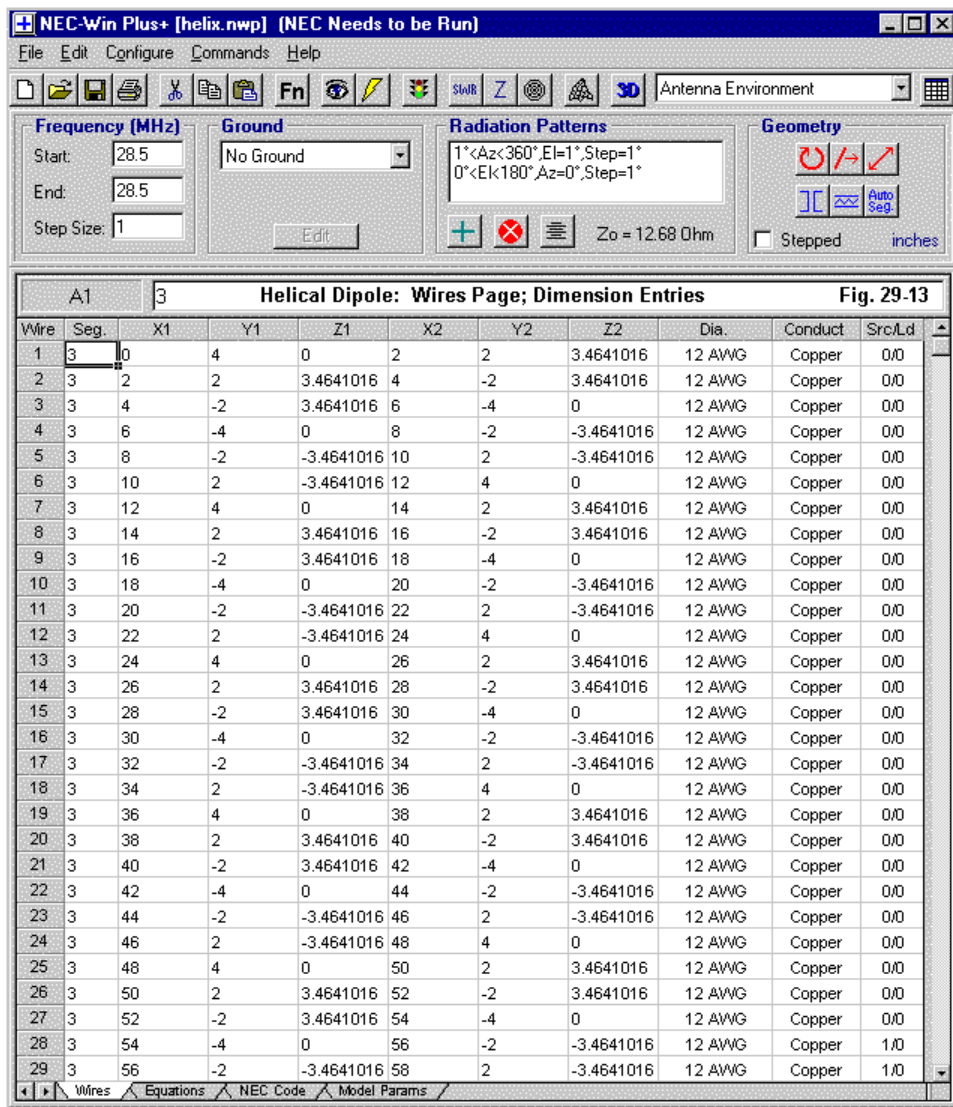 NEC-Win Plus+ [helix.nwp] (NEC Needs to be Run)
File Edit Configure Commands Help
Fn SWR Z 3D Antenna Environment
Frequency (MHz) Ground Radiation Patterns Geometry
Start: 28.5 No Ground 1°<Az<360°,El=1°,Step=1°
0°<El<180°,Az=0°,Step=1°
End: 28.5 Auto Seg.
Step Size: 1 Edit Zo = 12.68 Ohm Stepped inches
A1 3 Helical Dipole: Wires Page; Dimension Entries Fig. 29-13
Wire Seg. X1 Y1 Z1 X2 Y2 Z2 Dia. Conduct Src/Ld
1 3 0 4 0 2 2 3.4641016 12 AWG Copper 0/0
2 3 2 2 3.4641016 4 -2 3.4641016 12 AWG Copper 0/0
3 3 4 -2 3.4641016 6 -4 0 12 AWG Copper 0/0
4 3 6 -4 0 8 -2 -3.4641016 12 AWG Copper 0/0
5 3 8 -2 -3.4641016 10 2 -3.4641016 12 AWG Copper 0/0
6 3 10 2 -3.4641016 12 4 0 12 AWG Copper 0/0
7 3 12 4 0 14 2 3.4641016 12 AWG Copper 0/0
8 3 14 2 3.4641016 16 -2 3.4641016 12 AWG Copper 0/0
9 3 16 -2 3.4641016 18 -4 0 12 AWG Copper 0/0
10 3 18 -4 0 20 -2 -3.4641016 12 AWG Copper 0/0
11 3 20 -2 -3.4641016 22 2 -3.4641016 12 AWG Copper 0/0
12 3 22 2 -3.4641016 24 4 0 12 AWG Copper 0/0
13 3 24 4 0 26 2 3.4641016 12 AWG Copper 0/0
14 3 26 2 3.4641016 28 -2 3.4641016 12 AWG Copper 0/0
15 3 28 -2 3.4641016 30 -4 0 12 AWG Copper 0/0
16 3 30 -4 0 32 -2 -3.4641016 12 AWG Copper 0/0
17 3 32 -2 -3.4641016 34 2 -3.4641016 12 AWG Copper 0/0
18 3 34 2 -3.4641016 36 4 0 12 AWG Copper 0/0
19 3 36 4 0 38 2 3.4641016 12 AWG Copper 0/0
20 3 38 2 3.4641016 40 -2 3.4641016 12 AWG Copper 0/0
21 3 40 -2 3.4641016 42 -4 0 12 AWG Copper 0/0
22 3 42 -4 0 44 -2 -3.4641016 12 AWG Copper 0/0
23 3 44 -2 -3.4641016 46 2 -3.4641016 12 AWG Copper 0/0
24 3 46 2 -3.4641016 48 4 0 12 AWG Copper 0/0
25 3 48 4 0 50 2 3.4641016 12 AWG Copper 0/0
26 3 50 2 3.4641016 52 -2 3.4641016 12 AWG Copper 0/0
27 3 52 -2 3.4641016 54 -4 0 12 AWG Copper 0/0
28 3 54 -4 0 56 -2 -3.4641016 12 AWG Copper 1/0
29 3 56 -2 -3.4641016 58 2 -3.4641016 12 AWG Copper 1/0
Wires Equations NEC Code Model Params